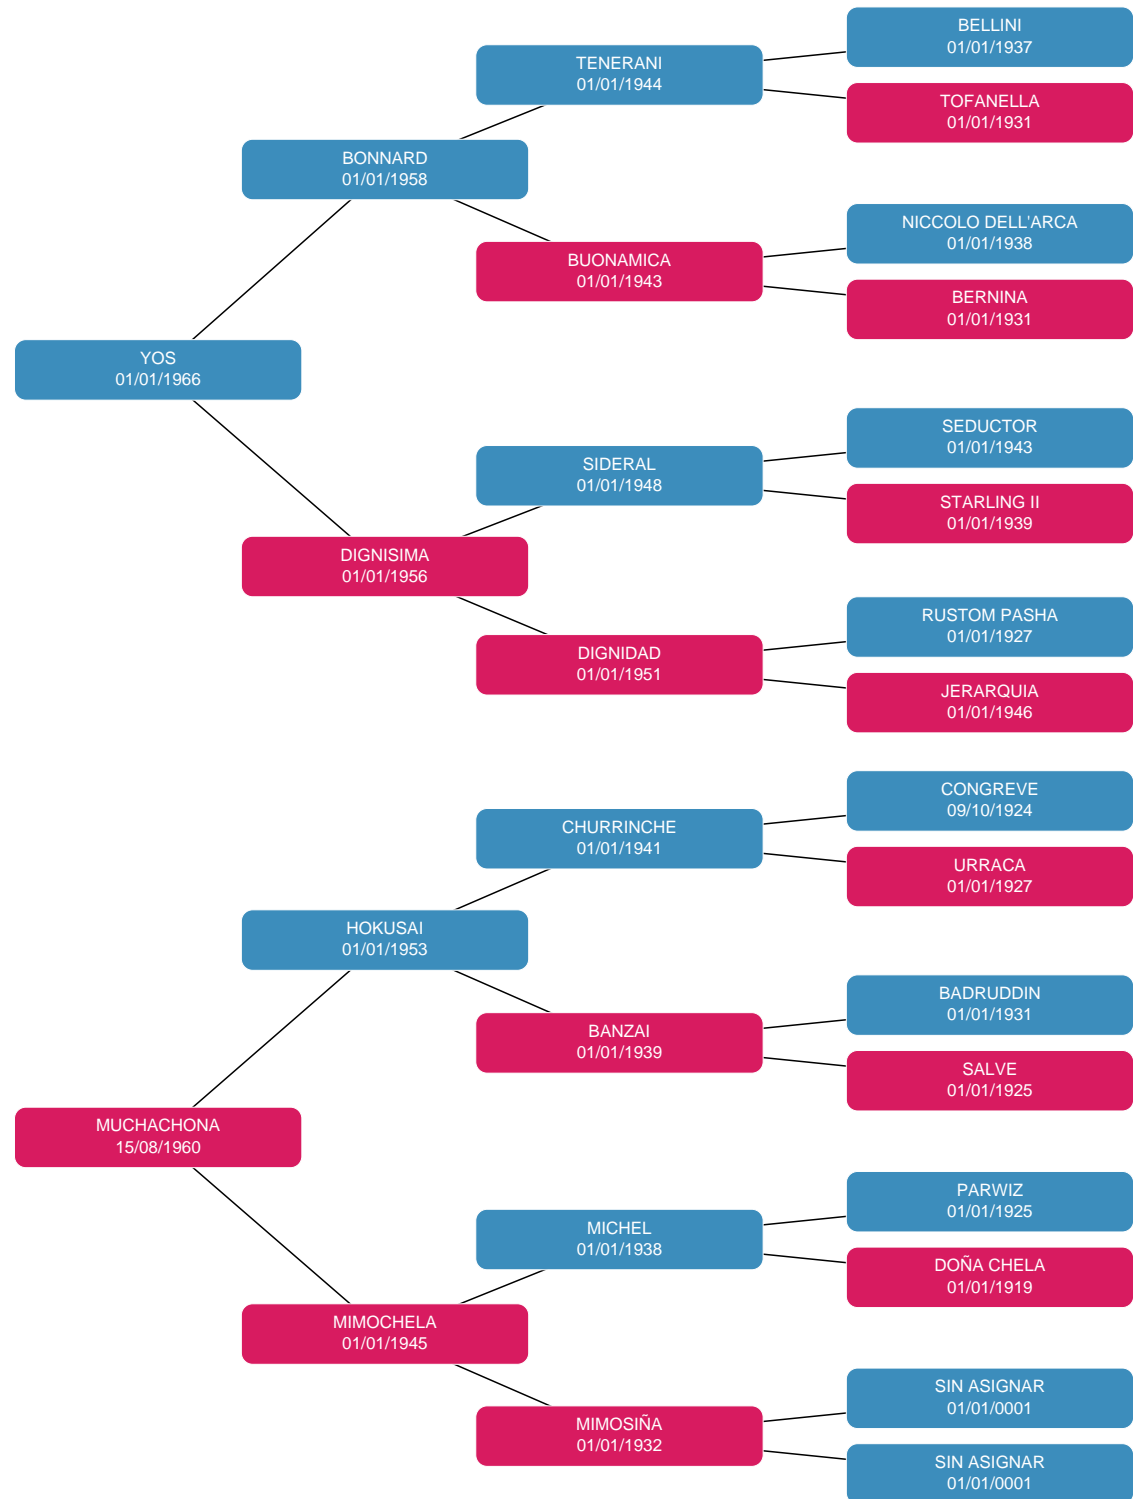 BELLINI
01/01/1937
TENERANI
01/01/1944
TOFANELLA
01/01/1931
BONNARD
01/01/1958
NICCOLO DELL'ARCA
01/01/1938
BUONAMICA
01/01/1943
BERNINA
01/01/1931
YOS
01/01/1966
SEDUCTOR
01/01/1943
SIDERAL
01/01/1948
STARLING II
01/01/1939
DIGNISIMA
01/01/1956
RUSTOM PASHA
01/01/1927
DIGNIDAD
01/01/1951
JERARQUIA
01/01/1946
CONGREVE
09/10/1924
CHURRINCHE
01/01/1941
URRACA
01/01/1927
HOKUSAI
01/01/1953
BADRUDDIN
01/01/1931
BANZAI
01/01/1939
SALVE
01/01/1925
MUCHACHONA
15/08/1960
PARWIZ
01/01/1925
MICHEL
01/01/1938
DOÑA CHELA
01/01/1919
MIMOCHELA
01/01/1945
SIN ASIGNAR
01/01/0001
MIMOSIÑA
01/01/1932
SIN ASIGNAR
01/01/0001